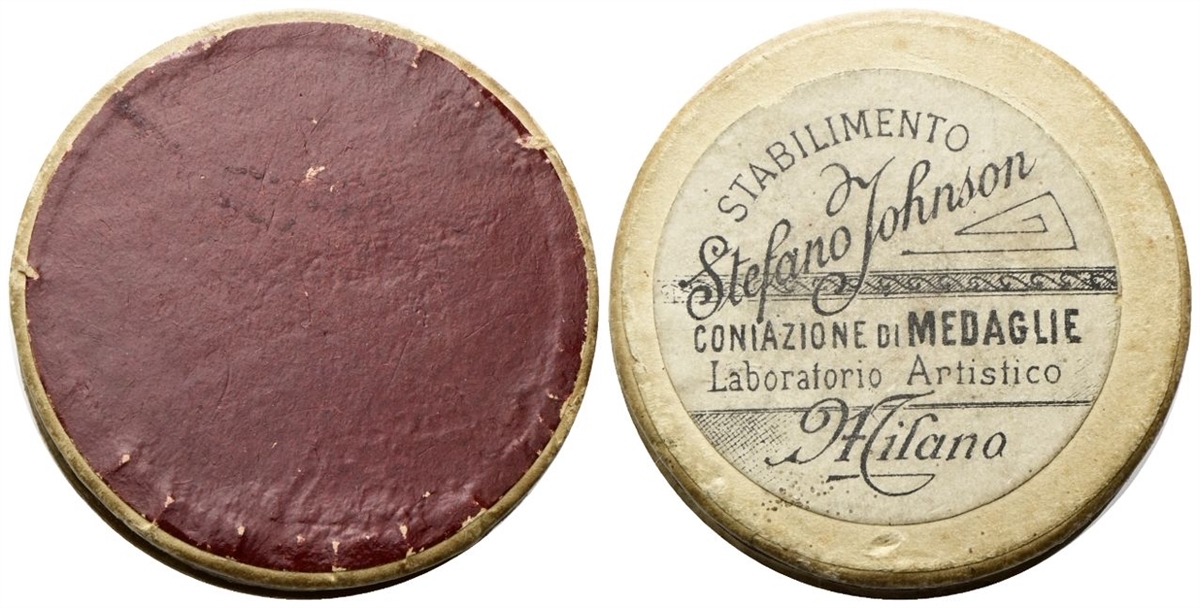 STABILIMENTO
Stefano Johnson
CONIAZIONE DI MEDAGLIE
Laboratorio Artistico
Milano